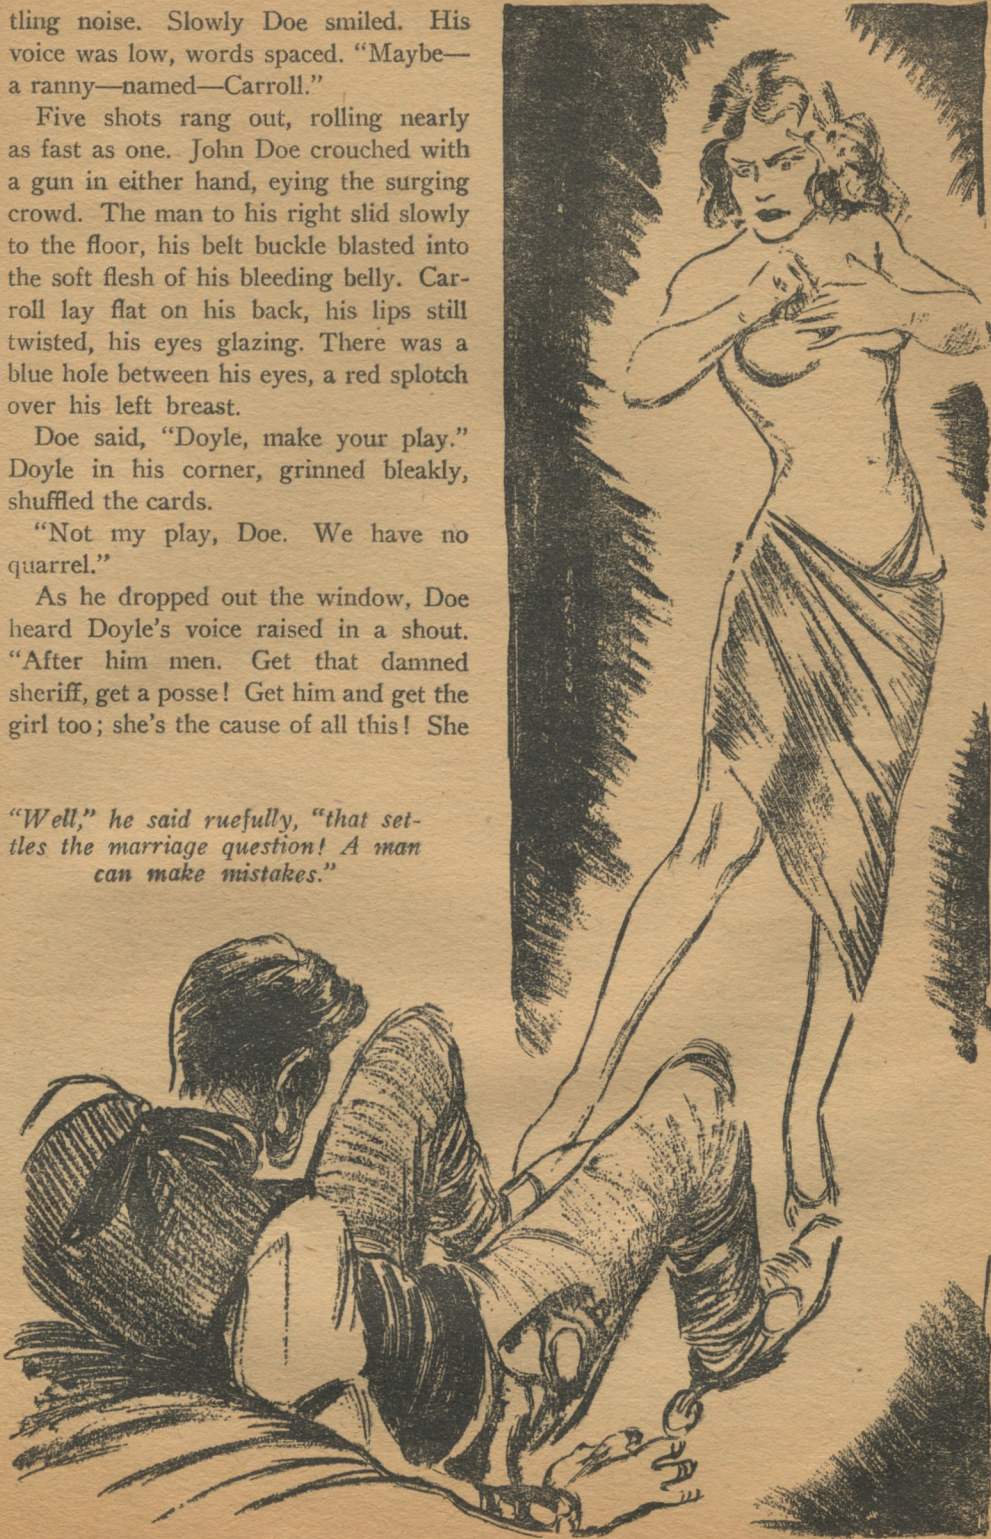 tling noise. Slowly Doe smiled. His
voice was low, words spaced. “Maybe—
a ranny—named—Carroll.”
Five shots rang out, rolling nearly
as fast as one. John Doe crouched with
a gun in either hand, eying the surging
crowd. The man to his right slid slowly
to the floor, his belt buckle blasted into
the soft flesh of his bleeding belly. Car-
roll lay flat on his back, his lips still
twisted, his eyes glazing. There was a
blue hole between his eyes, a red splotch
over his left breast.
Doe said, “Doyle, make your play.”
Doyle in his corner, grinned bleakly,
shuffled the cards.
“Not my play, Doe. We have no
quarrel.”
As he dropped out the window, Doe
heard Doyle’s voice raised in a shout.
“After him men. Get that damned
sheriff, get a posse! Get him and get the
girl too; she’s the cause of all this! She
“Well,” he said ruefully, “that set-
tles the marriage question! A man
can make mistakes.”